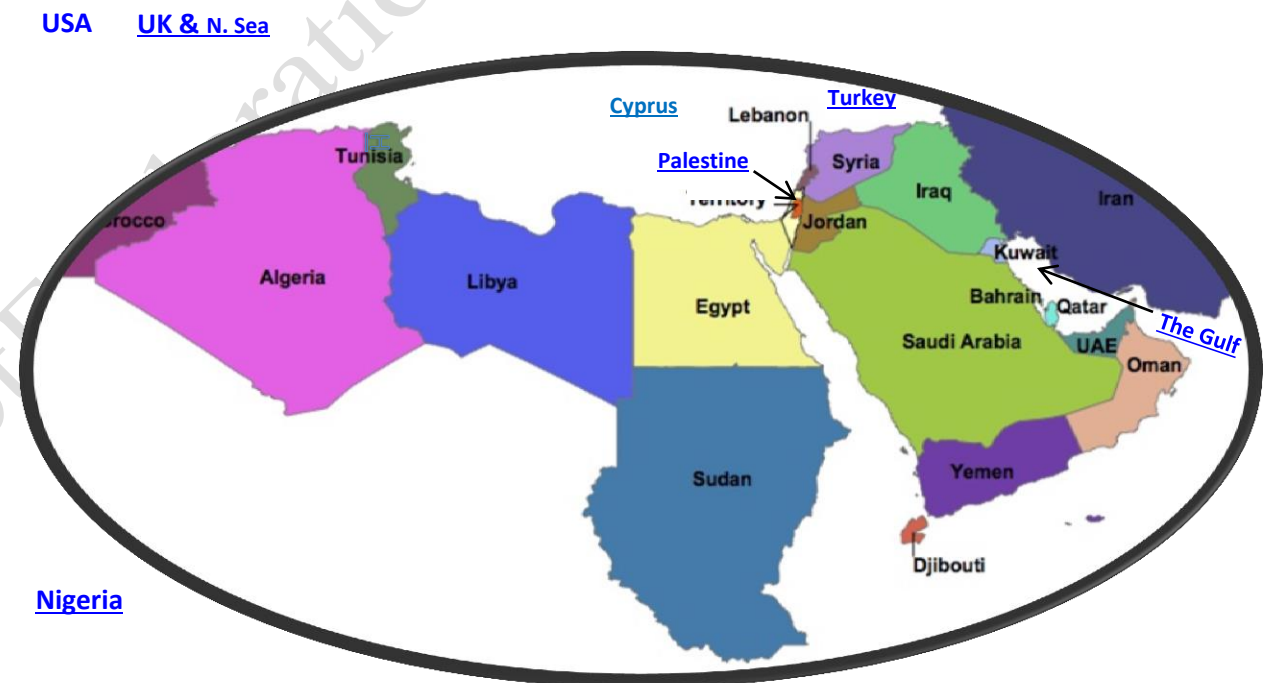 USA UK & N. Sea
Cyprus
Turkey
Lebanon
Tunisia
Palestine
Syria
Iraq
Iran
Territory
rocco
Jordan
Kuwait
Algeria
Libya
Egypt
Bahrain
Qatar
The Gulf
Saudi Arabia
UAE
Oman
Sudan
Yemen
Djibouti
Nigeria